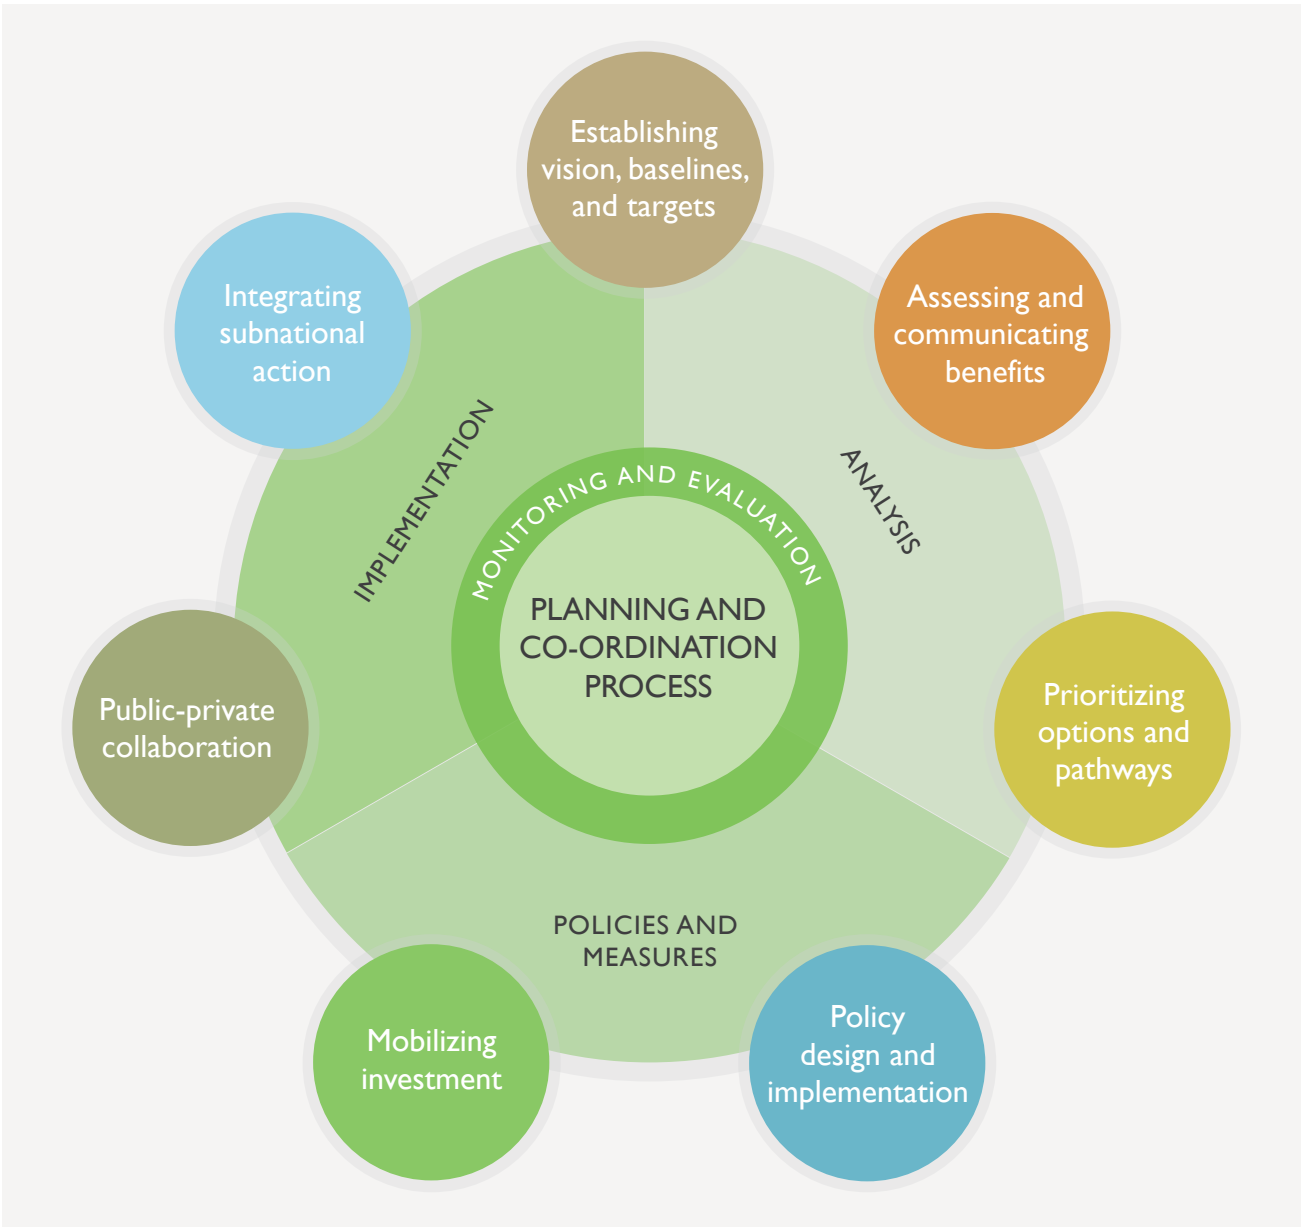 Establishing
vision, baselines,
and targets
Integrating
subnational
action
Assessing and
communicating
benefits
IMPLEMENTATION
ANALYSIS
MONITORING AND EVALUATION
PLANNING AND
CO-ORDINATION
PROCESS
Public-private
collaboration
Prioritizing
options and
pathways
POLICIES AND
MEASURES
Mobilizing
investment
Policy
design and
implementation